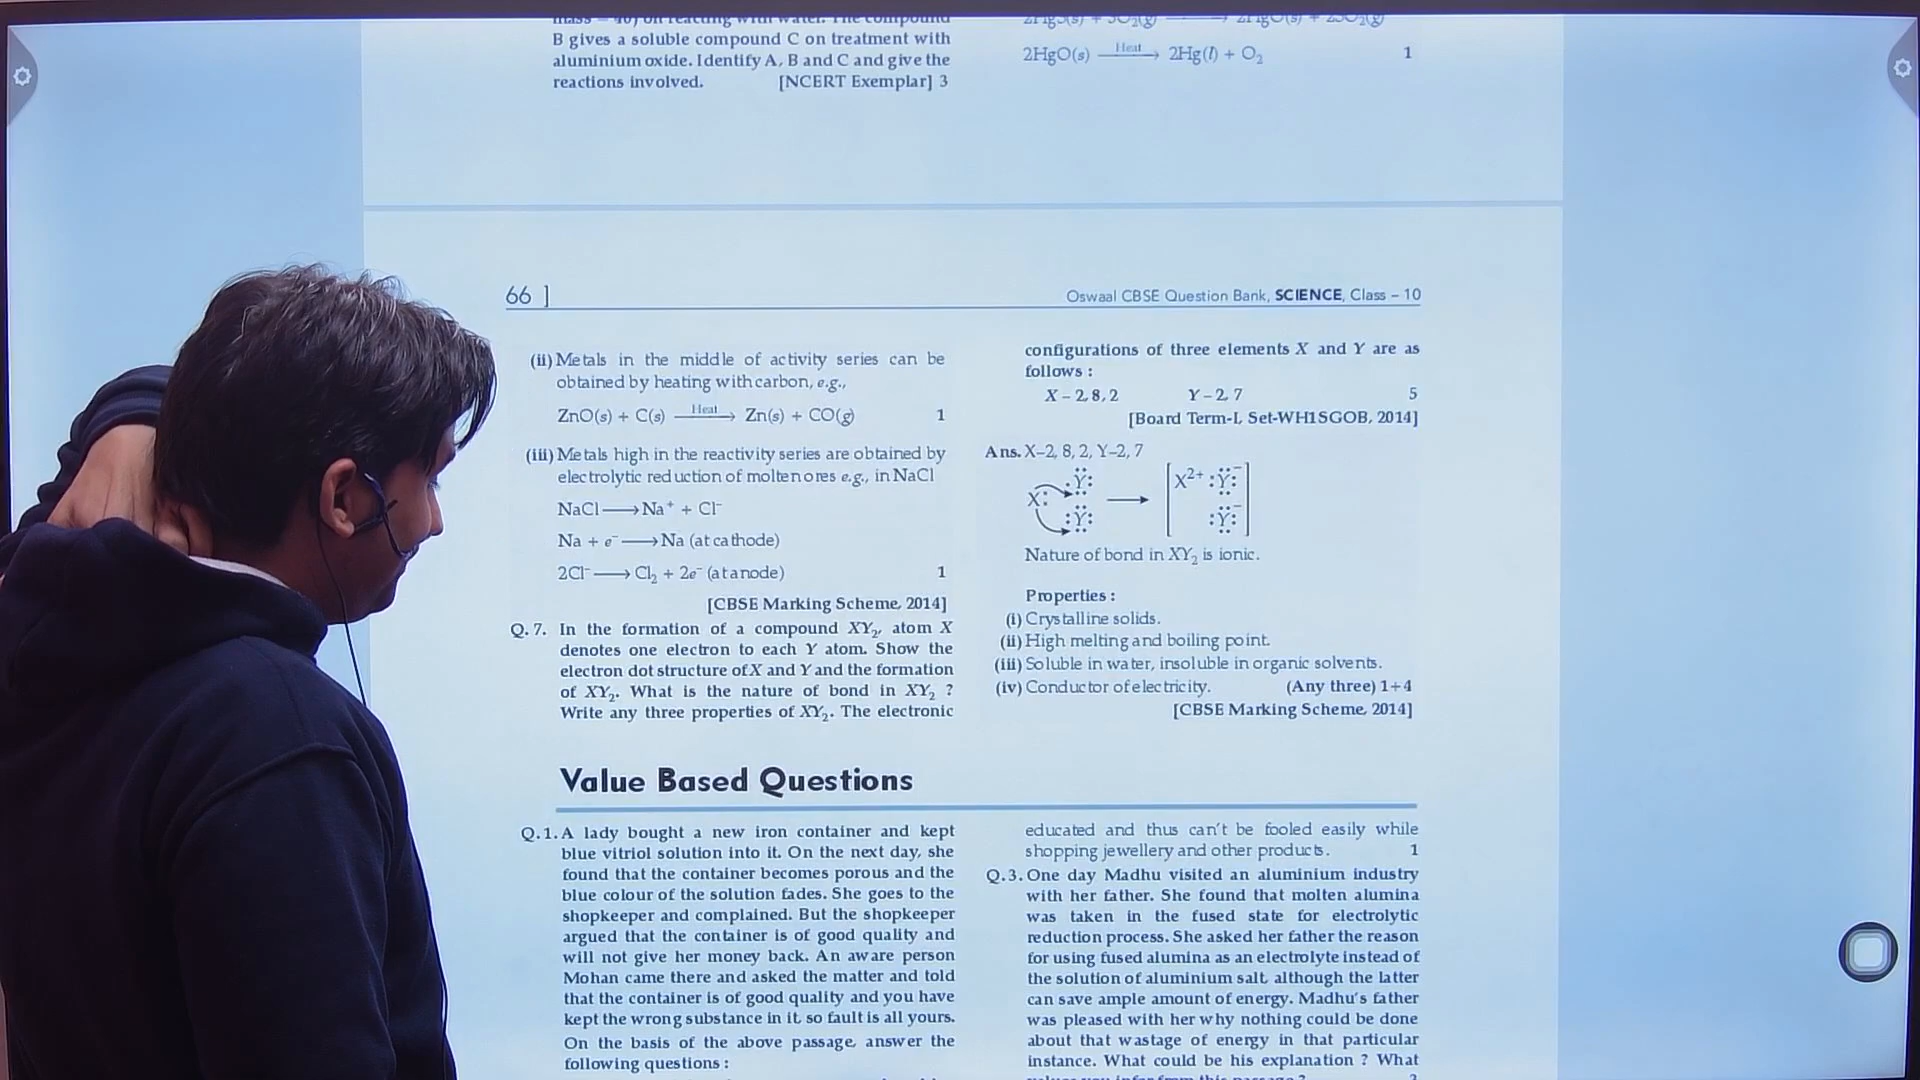 mass = 40) on reacting with water. The compound
B gives a soluble compound C on treatment with
aluminium oxide. Identify A, B and C and give the
reactions involved. [NCERT Exemplar] 3
2HgS(s) + 3O₂(g) ⟶ 2HgO(s) + 2SO₂(g)
2HgO(s) —Heat→ 2Hg(l) + O₂ 1
66 ]
Oswaal CBSE Question Bank, SCIENCE, Class – 10
(ii) Metals in the middle of activity series can be
obtained by heating with carbon, e.g.,
ZnO(s) + C(s) —Heat→ Zn(s) + CO(g) 1
(iii) Metals high in the reactivity series are obtained by
electrolytic reduction of molten ores e.g., in NaCl
NaCl ⟶ Na⁺ + Cl⁻
Na + e⁻ ⟶ Na (at cathode)
2Cl⁻ ⟶ Cl₂ + 2e⁻ (at anode) 1
[CBSE Marking Scheme, 2014]
Q. 7. In the formation of a compound XY₂, atom X
denotes one electron to each Y atom. Show the
electron dot structure of X and Y and the formation
of XY₂. What is the nature of bond in XY₂ ?
Write any three properties of XY₂. The electronic
configurations of three elements X and Y are as
follows :
X – 2, 8, 2 Y – 2, 7 5
[Board Term-I, Set-WH1SGOB, 2014]
Ans. X–2, 8, 2, Y–2, 7
X: :Y: :Y: ⟶ [X²⁺ :Y:⁻ :Y:⁻]
Nature of bond in XY₂ is ionic.
Properties :
(i) Crystalline solids.
(ii) High melting and boiling point.
(iii) Soluble in water, insoluble in organic solvents.
(iv) Conductor of electricity. (Any three) 1+4
[CBSE Marking Scheme, 2014]
Value Based Questions
Q. 1. A lady bought a new iron container and kept
blue vitriol solution into it. On the next day, she
found that the container becomes porous and the
blue colour of the solution fades. She goes to the
shopkeeper and complained. But the shopkeeper
argued that the container is of good quality and
will not give her money back. An aware person
Mohan came there and asked the matter and told
that the container is of good quality and you have
kept the wrong substance in it, so fault is all yours.
On the basis of the above passage, answer the
following questions :
educated and thus can't be fooled easily while
shopping jewellery and other products. 1
Q. 3. One day Madhu visited an aluminium industry
with her father. She found that molten alumina
was taken in the fused state for electrolytic
reduction process. She asked her father the reason
for using fused alumina as an electrolyte instead of
the solution of aluminium salt, although the latter
can save ample amount of energy. Madhu's father
was pleased with her why nothing could be done
about that wastage of energy in that particular
instance. What could be his explanation ? What
values you infer from this passage ? 3